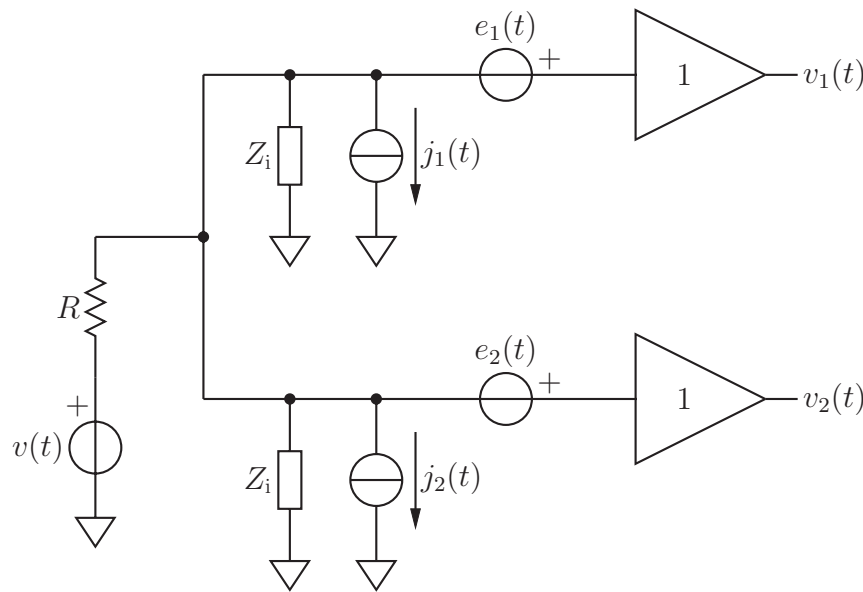 e₁(t)
+
1
v₁(t)
Zᵢ
j₁(t)
R
e₂(t)
+
1
v₂(t)
+
v(t)
Zᵢ
j₂(t)